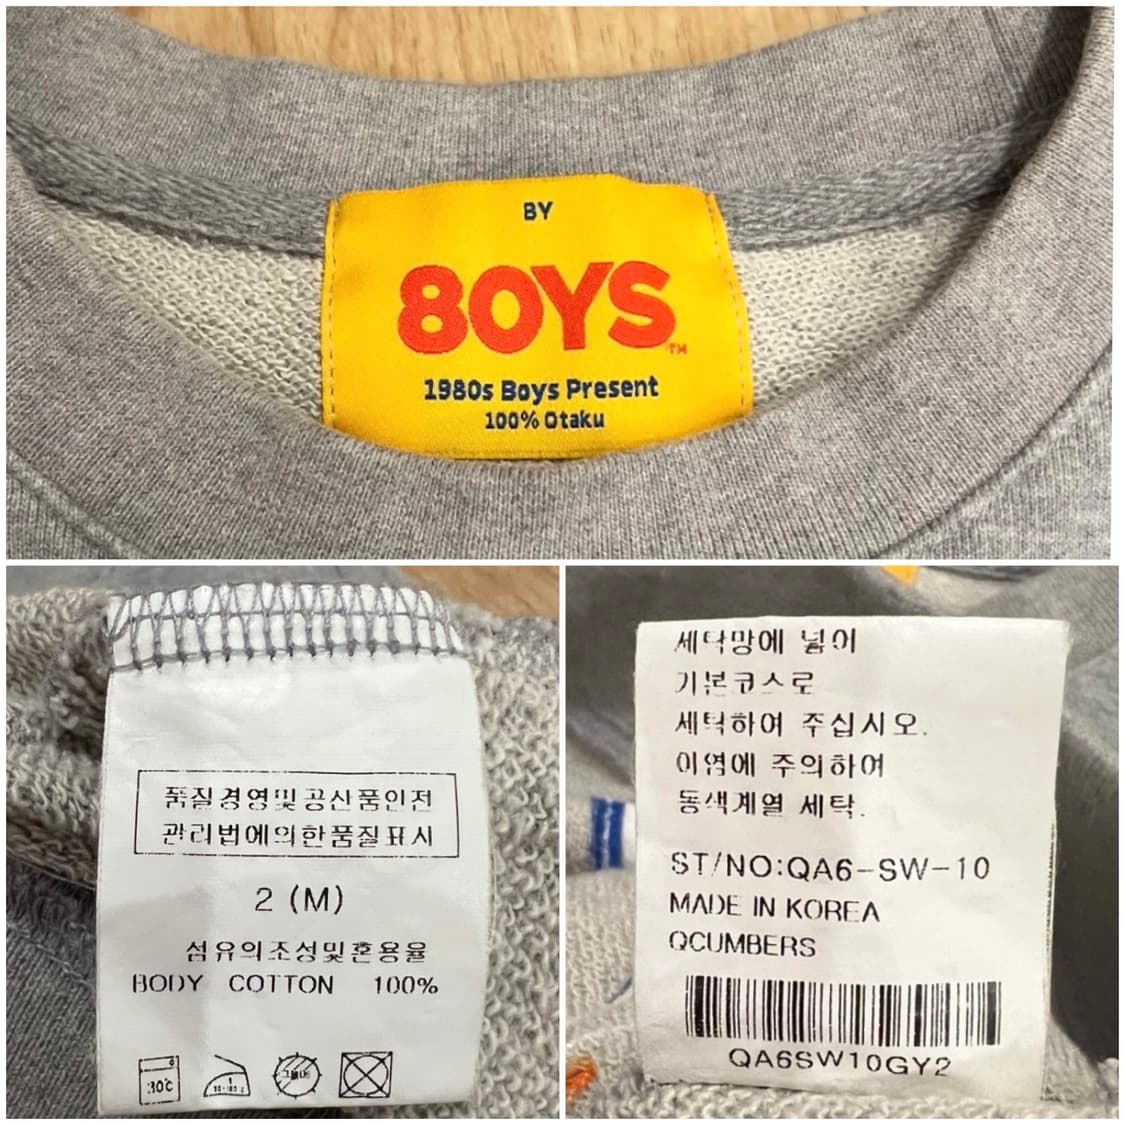 BY
8OYS
TM
1980s Boys Present
100% Otaku
품질경영및공산품안전
관리법에의한품질표시
2 (M)
섬유의조성및혼용율
BODY COTTON 100%
30℃
세탁망에 넣어
기본코스로
세탁하여 주십시오.
이염에 주의하여
동색계열 세탁.
ST/NO:QA6-SW-10
MADE IN KOREA
QCUMBERS
QA6SW10GY2